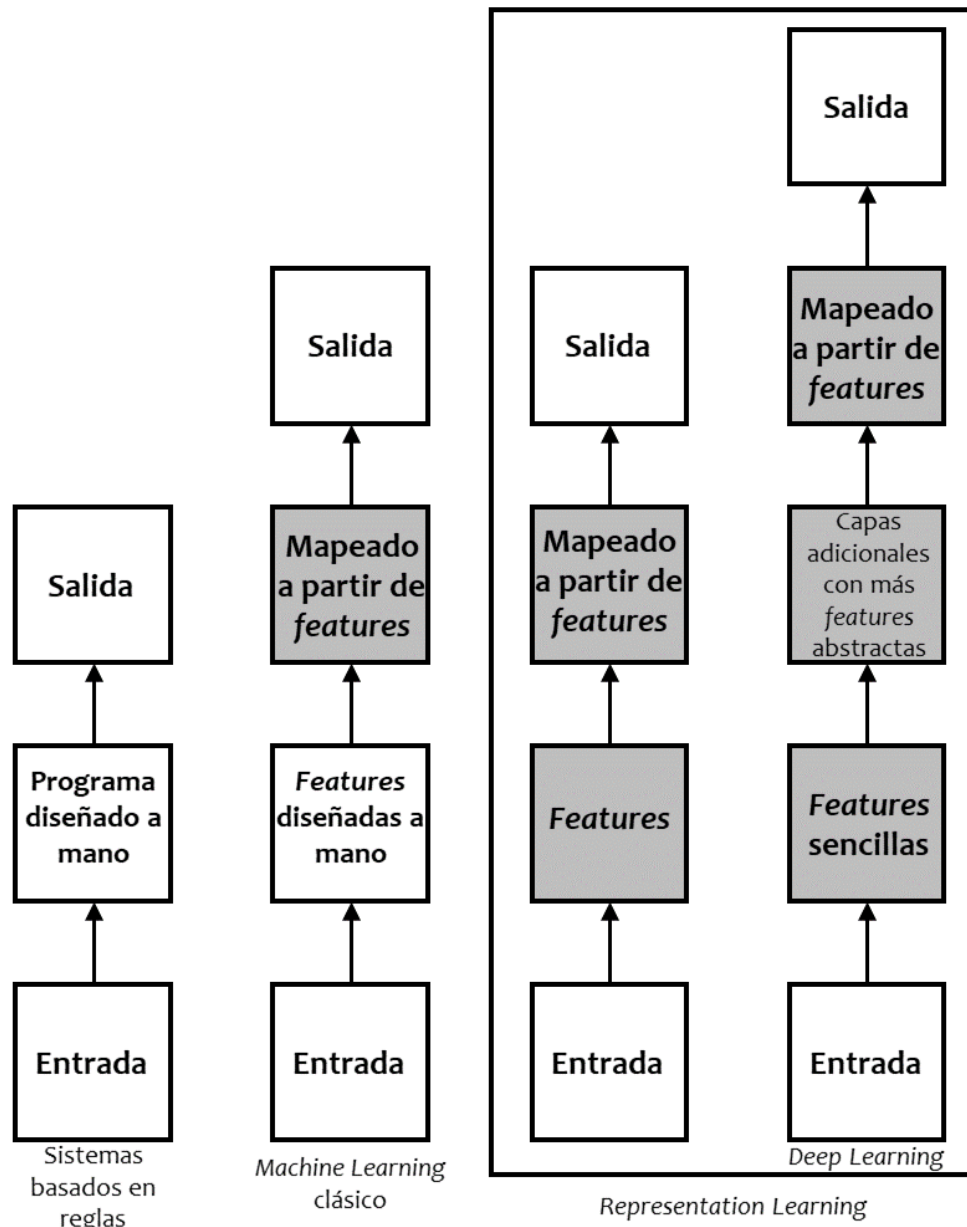 Salida
Programa
diseñado a
mano
Entrada
Sistemas
basados en
reglas
Salida
Mapeado
a partir de
features
Features
diseñadas a
mano
Entrada
Machine Learning
clásico
Salida
Mapeado
a partir de
features
Features
Entrada
Salida
Mapeado
a partir de
features
Capas
adicionales
con más
features
abstractas
Features
sencillas
Entrada
Deep Learning
Representation Learning